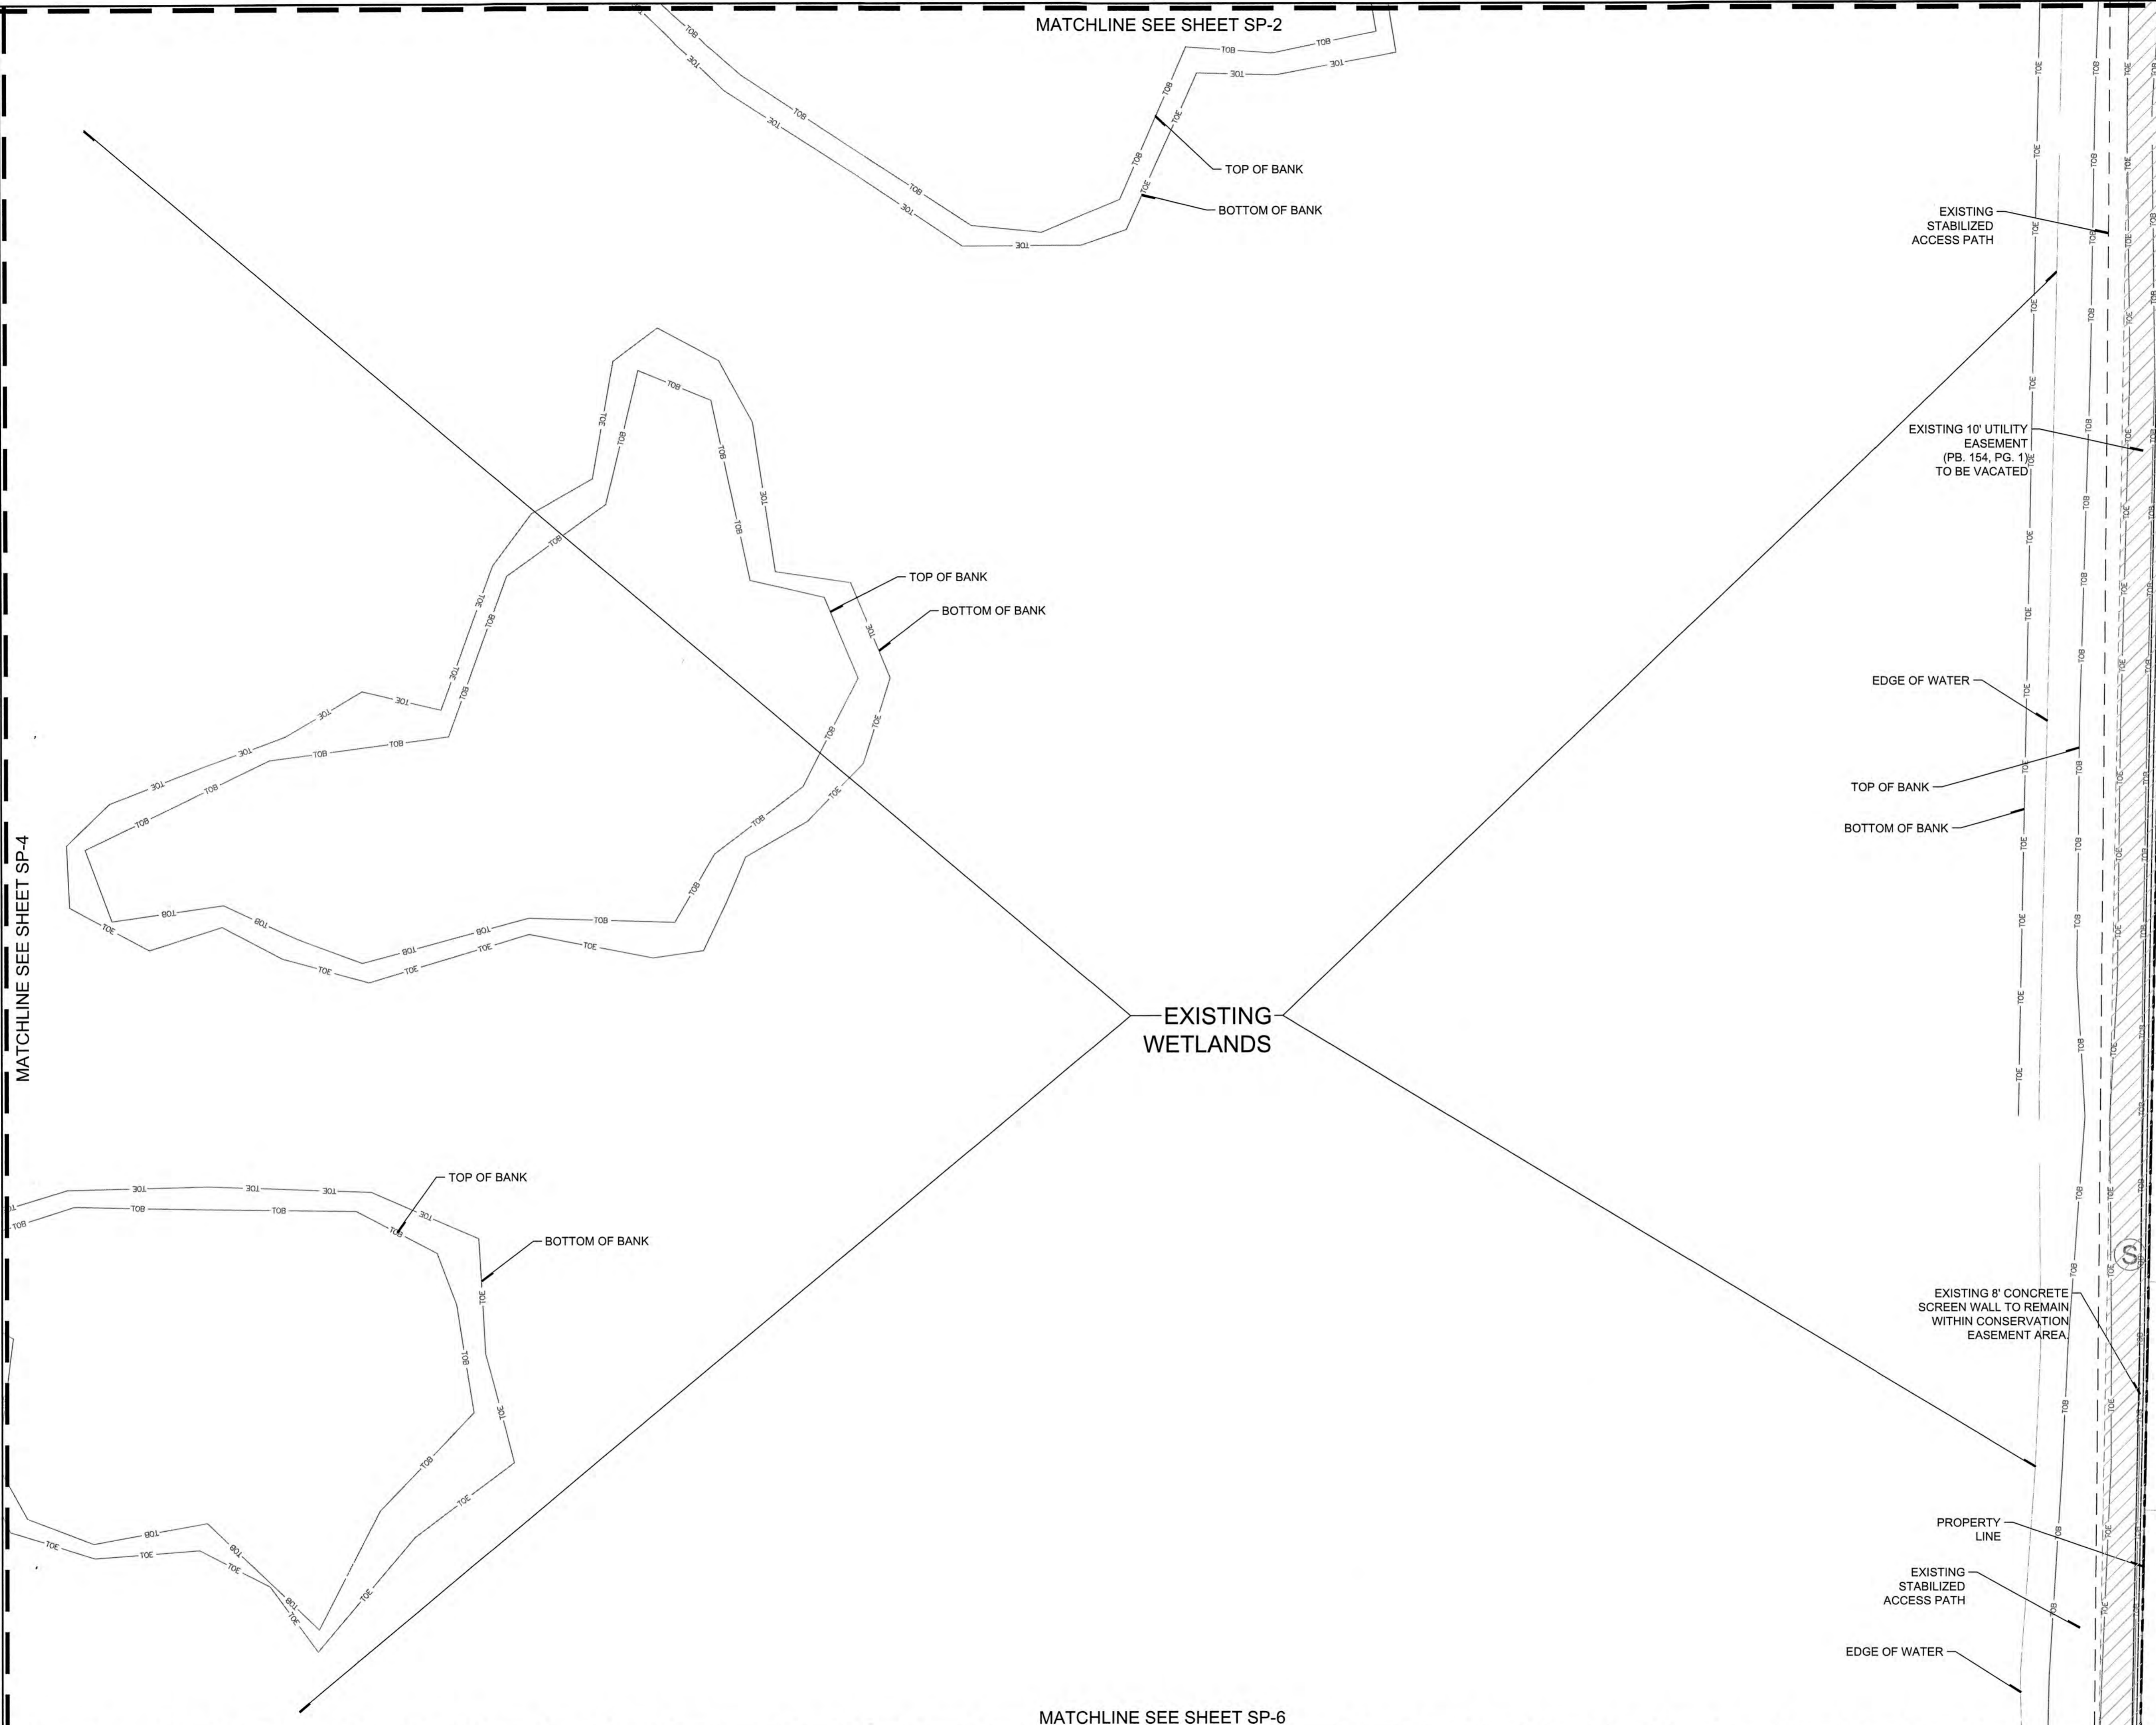 MATCHLINE SEE SHEET SP-2
TOP OF BANK
BOTTOM OF BANK
EXISTING
STABILIZED
ACCESS PATH
EXISTING 10' UTILITY
EASEMENT
(PB. 154, PG. 1)
TO BE VACATED
TOP OF BANK
BOTTOM OF BANK
EDGE OF WATER
TOP OF BANK
BOTTOM OF BANK
MATCHLINE SEE SHEET SP-4
EXISTING
WETLANDS
TOP OF BANK
BOTTOM OF BANK
S
EXISTING 8' CONCRETE
SCREEN WALL TO REMAIN
WITHIN CONSERVATION
EASEMENT AREA.
PROPERTY
LINE
EXISTING
STABILIZED
ACCESS PATH
EDGE OF WATER
MATCHLINE SEE SHEET SP-6
TOB
TOE